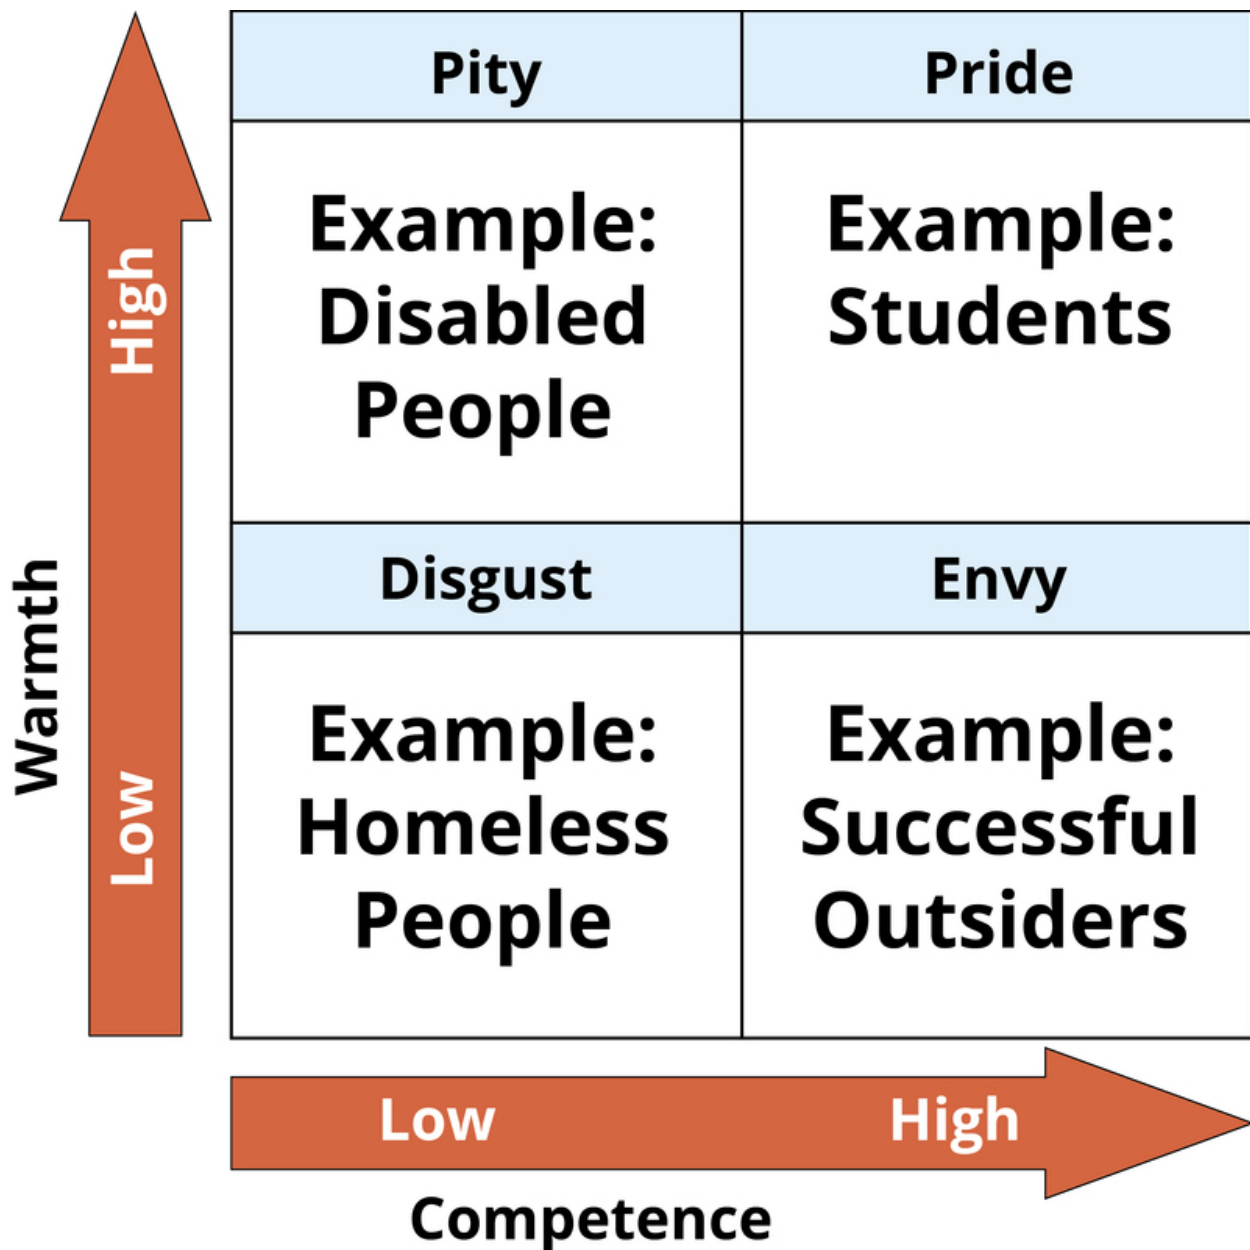 Pity
Pride
Example:
Disabled
People
Example:
Students
High
Disgust
Envy
Warmth
Low
Example:
Homeless
People
Example:
Successful
Outsiders
Low
High
Competence